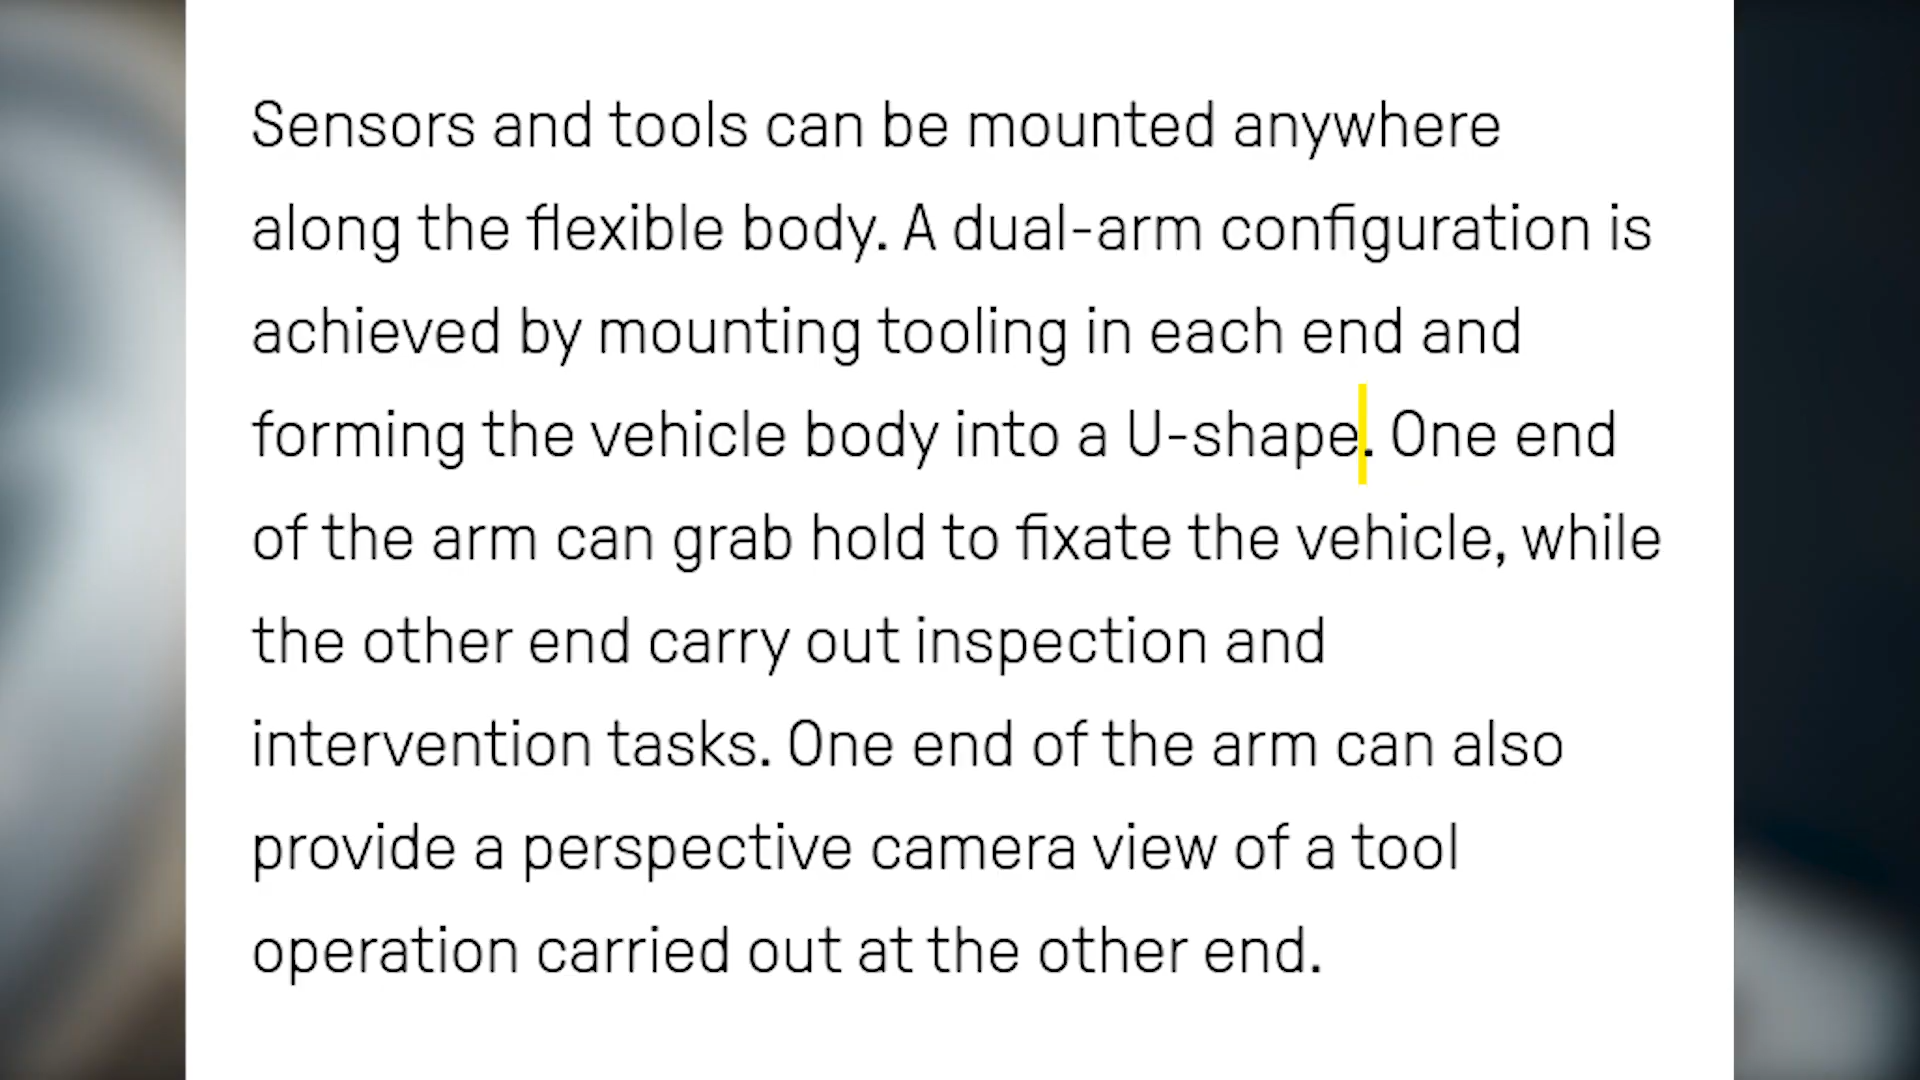 Sensors and tools can be mounted anywhere
along the flexible body. A dual-arm configuration is
achieved by mounting tooling in each end and
forming the vehicle body into a U-shape. One end
of the arm can grab hold to fixate the vehicle, while
the other end carry out inspection and
intervention tasks. One end of the arm can also
provide a perspective camera view of a tool
operation carried out at the other end.